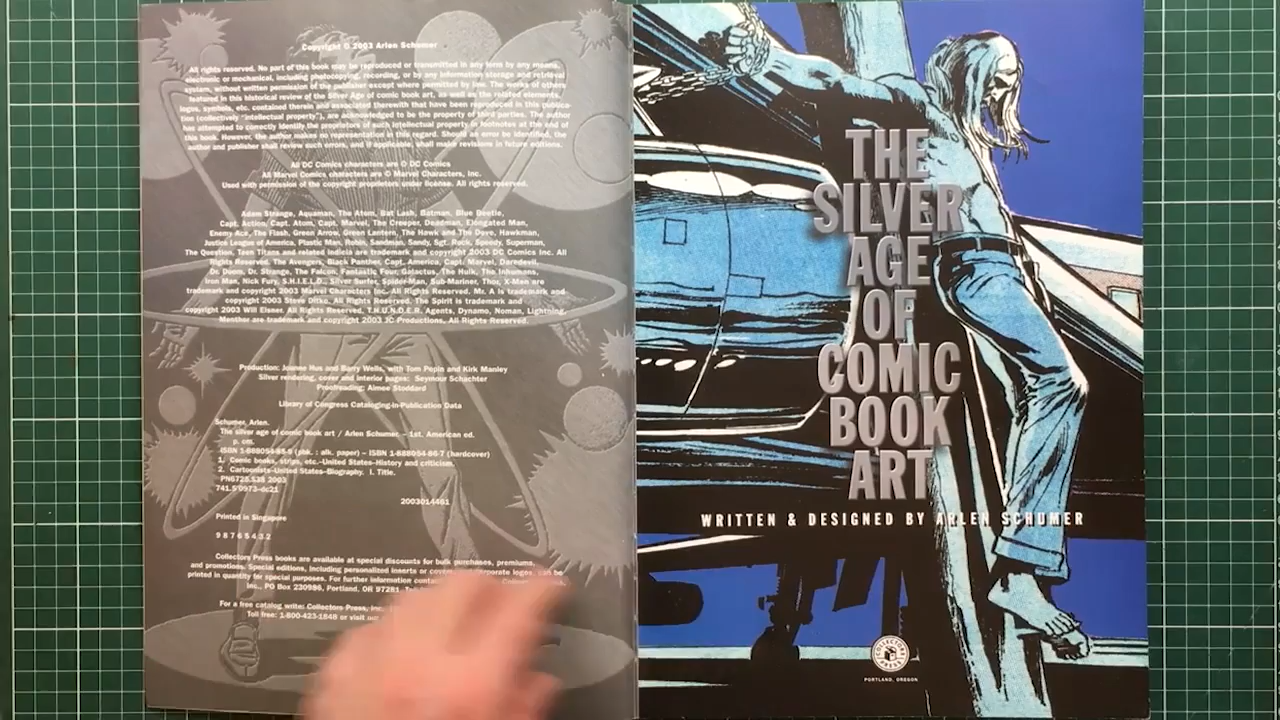 Copyright © 2003 Arlen Schumer
All rights reserved. No part of this book may be reproduced or transmitted in any form by any means,
electronic or mechanical, including photocopying, recording, or by any information storage and retrieval
system, without written permission of the publisher except where permitted by law. The works of others
featured in this historical review of the Silver Age of comic book art, as well as the related elements,
logos, symbols, etc. contained therein and associated therewith that have been reproduced in this publica-
tion (collectively "intellectual property"), are acknowledged to be the property of third parties. The author
has attempted to correctly identify the proprietors of such intellectual property in footnotes at the end of
this book. However, the author makes no representation in this regard. Should an error be identified, the
author and publisher shall review such errors, and if applicable, shall make revisions in future editions.
All DC Comics characters are © DC Comics
All Marvel Comics characters are © Marvel Characters, Inc.
Used with permission of the copyright proprietors under license. All rights reserved.
Adam Strange, Aquaman, The Atom, Bat Lash, Batman, Blue Beetle,
Capt. Action, Capt. Atom, Capt. Marvel, The Creeper, Deadman, Elongated Man,
Enemy Ace, The Flash, Green Arrow, Green Lantern, The Hawk and The Dove, Hawkman,
Justice League of America, Plastic Man, Robin, Sandman, Sandy, Sgt. Rock, Speedy, Superman,
The Question, Teen Titans and related indicia are trademark and copyright 2003 DC Comics Inc. All
Rights Reserved. The Avengers, Black Panther, Capt. America, Capt. Marvel, Daredevil,
Dr. Doom, Dr. Strange, The Falcon, Fantastic Four, Galactus, The Hulk, The Inhumans,
Iron Man, Nick Fury, S.H.I.E.L.D., Silver Surfer, Spider-Man, Sub-Mariner, Thor, X-Men are
trademark and copyright 2003 Marvel Characters Inc. All Rights Reserved. Mr. A is trademark and
copyright 2003 Steve Ditko. All Rights Reserved. The Spirit is trademark and
copyright 2003 Will Eisner. All Rights Reserved. T.H.U.N.D.E.R. Agents, Dynamo, Noman, Lightning,
Menthor are trademark and copyright 2003 JC Productions, All Rights Reserved.
Production: Joanne Hus and Barry Wells, with Tom Pepin and Kirk Manley
Silver rendering, cover and interior pages: Seymour Schachter
Proofreading: Aimee Stoddard
Library of Congress Cataloging-in-Publication Data
Schumer, Arlen.
The silver age of comic book art / Arlen Schumer. – 1st. American ed.
p. cm.
(pbk. : alk. paper) – ISBN 1-888054-86-7 (hardcover)
1. Comic books, strips, etc.-United States-History and criticism.
2. Cartoonists-United States-Biography. I. Title.
PN6725.S38 2003
741.5'0973-dc21
2003014461
Printed in Singapore
9 8 7 6 5 4 3 2
Collectors Press books are available at special discounts for bulk purchases, premiums,
and promotions. Special editions, including personalized inserts or covers, corporate logos, can be
printed in quantity for special purposes. For further information contact
Inc., PO Box 230986, Portland, OR 97281
For a free catalog write: Collectors Press, Inc.
Toll free: 1-800-423-1848 or visit our
THE
SILVER
AGE
OF
COMIC
BOOK
ART
WRITTEN & DESIGNED BY ARLEN SCHUMER
COLLECTORS
PRESS
PORTLAND, OREGON